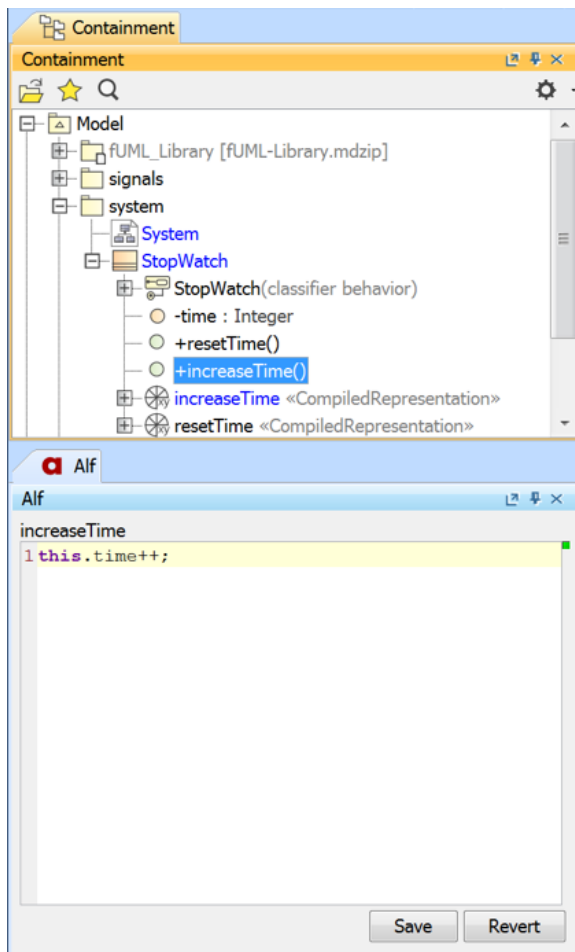 Containment
Containment
Model
fUML_Library [fUML-Library.mdzip]
signals
system
System
StopWatch
StopWatch(classifier behavior)
-time : Integer
+resetTime()
+increaseTime()
increaseTime «CompiledRepresentation»
resetTime «CompiledRepresentation»
a Alf
Alf
increaseTime
1 this.time++;
Save Revert